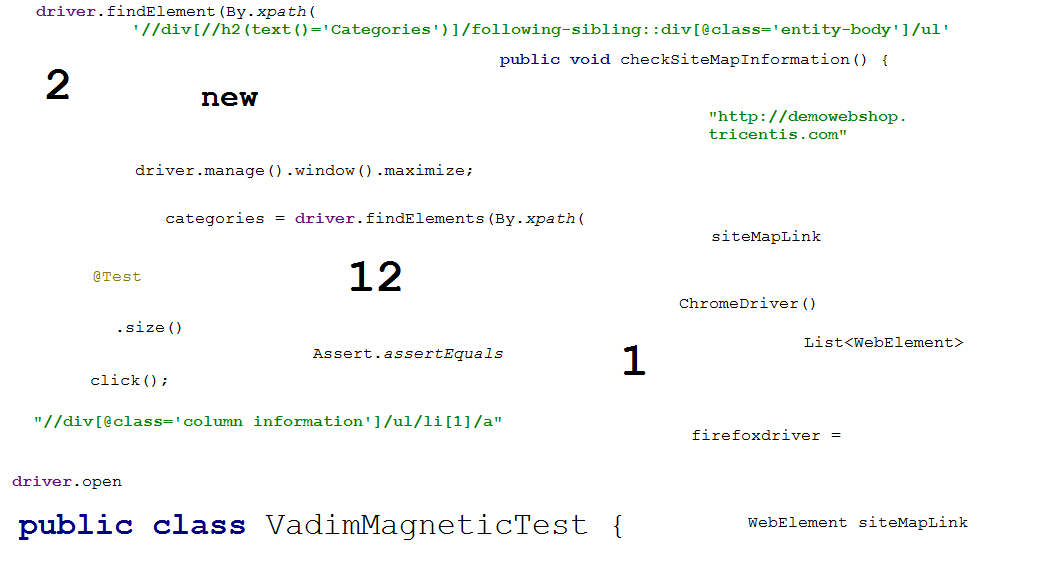 driver.findElement(By.xpath(
'//div[//h2(text()='Categories')]/following-sibling::div[@class='entity-body']/ul'
public void checkSiteMapInformation() {
2
new
"http://demowebshop.
tricentis.com"
driver.manage().window().maximize;
categories = driver.findElements(By.xpath(
siteMapLink
@Test
12
ChromeDriver()
.size()
List<WebElement>
Assert.assertEquals
1
click();
"//div[@class='column information']/ul/li[1]/a"
firefoxdriver =
driver.open
public class VadimMagneticTest {
WebElement siteMapLink